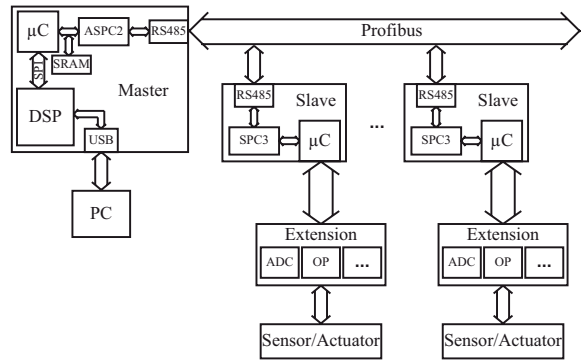 µC
ASPC2
RS485
Profibus
SPI
SRAM
Master
DSP
USB
PC
RS485
Slave
SPC3
µC
...
RS485
Slave
SPC3
µC
Extension
ADC
OP
...
Sensor/Actuator
Extension
ADC
OP
...
Sensor/Actuator